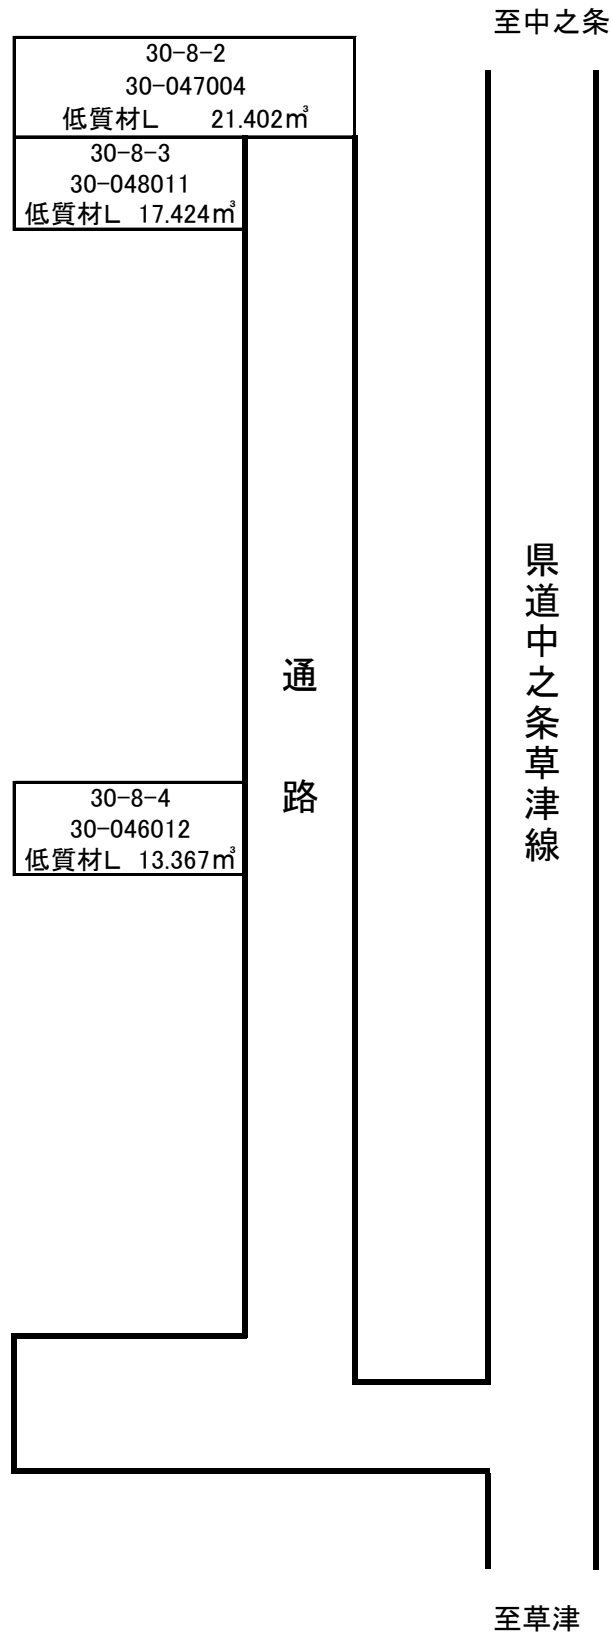 至中之条
30-8-2
30-047004
低質材L 21.402㎥
30-8-3
30-048011
低質材L 17.424㎥
県道中之条草津線
通路
30-8-4
30-046012
低質材L 13.367㎥
至草津